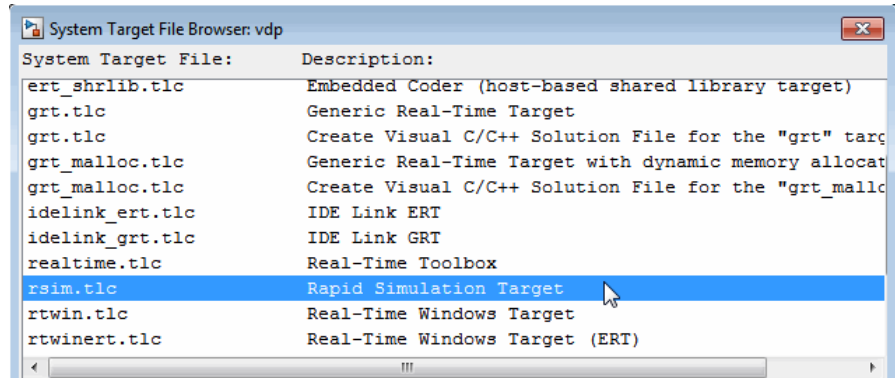 System Target File Browser: vdp
System Target File: Description:
ert_shrlib.tlc Embedded Coder (host-based shared library target)
grt.tlc Generic Real-Time Target
grt.tlc Create Visual C/C++ Solution File for the "grt" targ
grt_malloc.tlc Generic Real-Time Target with dynamic memory allocat
grt_malloc.tlc Create Visual C/C++ Solution File for the "grt_malloc
idelink_ert.tlc IDE Link ERT
idelink_grt.tlc IDE Link GRT
realtime.tlc Real-Time Toolbox
rsim.tlc Rapid Simulation Target
rtwin.tlc Real-Time Windows Target
rtwinert.tlc Real-Time Windows Target (ERT)